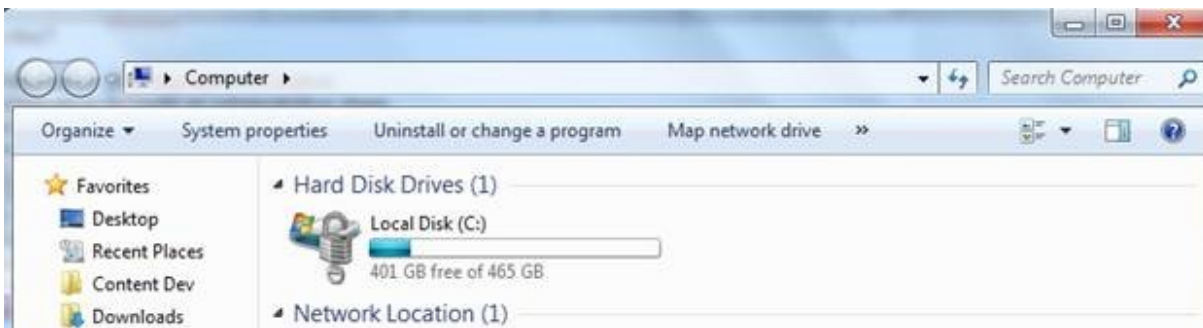 Computer
Search Computer
Organize System properties Uninstall or change a program Map network drive »
Favorites
Desktop
Recent Places
Content Dev
Downloads
Hard Disk Drives (1)
Local Disk (C:)
401 GB free of 465 GB
Network Location (1)